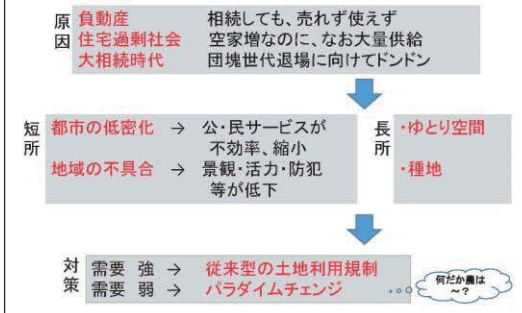 原因
負動産 相続しても、売れず使えず
住宅過剰社会 空家増なのに、なお大量供給
大相続時代 団塊世代退場に向けてドンドン
短所
都市の低密化 → 公・民サービスが
不効率、縮小
地域の不具合 → 景観・活力・防犯
等が低下
長所
・ゆとり空間
・種地
対策
需要 強 → 従来型の土地利用規制
需要 弱 → パラダイムチェンジ
何だか農は
~?